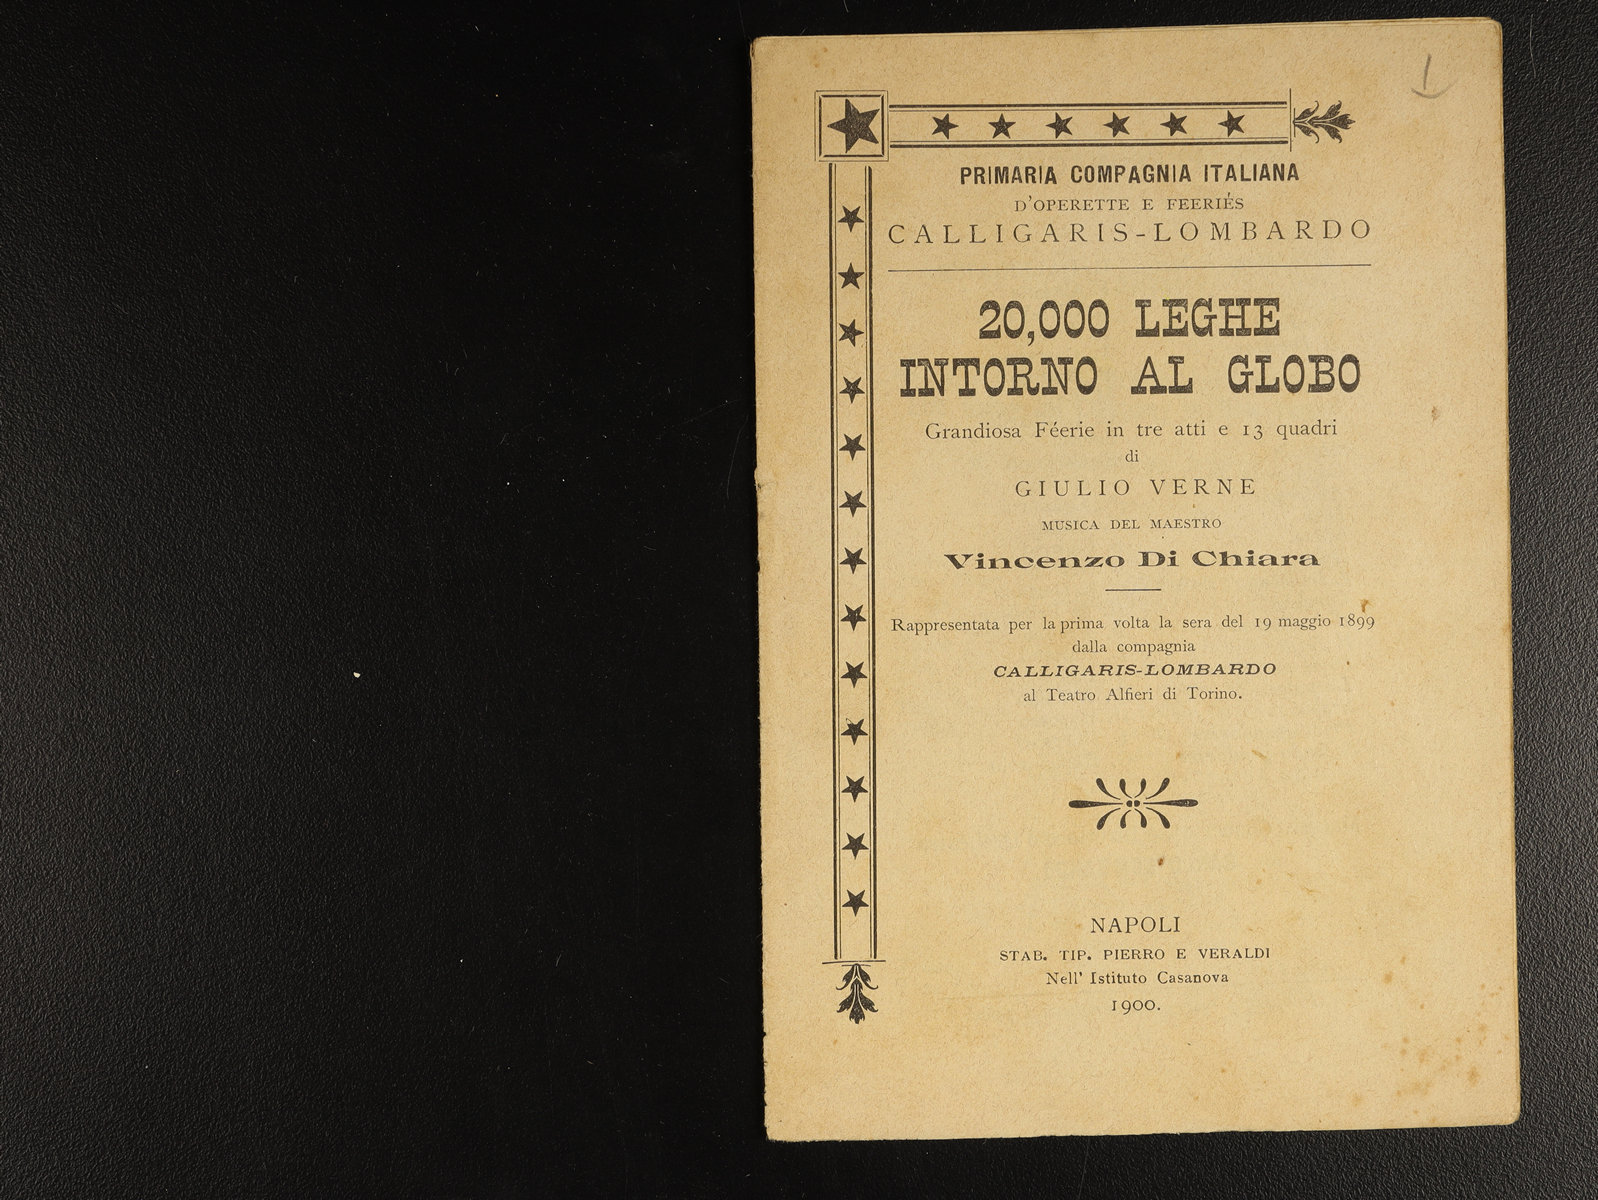 PRIMARIA COMPAGNIA ITALIANA
D'OPERETTE E FEERIÉS
CALLIGARIS-LOMBARDO
20,000 LEGHE
INTORNO AL GLOBO
Grandiosa Féerie in tre atti e 13 quadri
di
GIULIO VERNE
MUSICA DEL MAESTRO
Vincenzo Di Chiara
Rappresentata per la prima volta la sera del 19 maggio 1899
dalla compagnia
CALLIGARIS-LOMBARDO
al Teatro Alfieri di Torino.
NAPOLI
STAB. TIP. PIERRO E VERALDI
Nell' Istituto Casanova
1900.